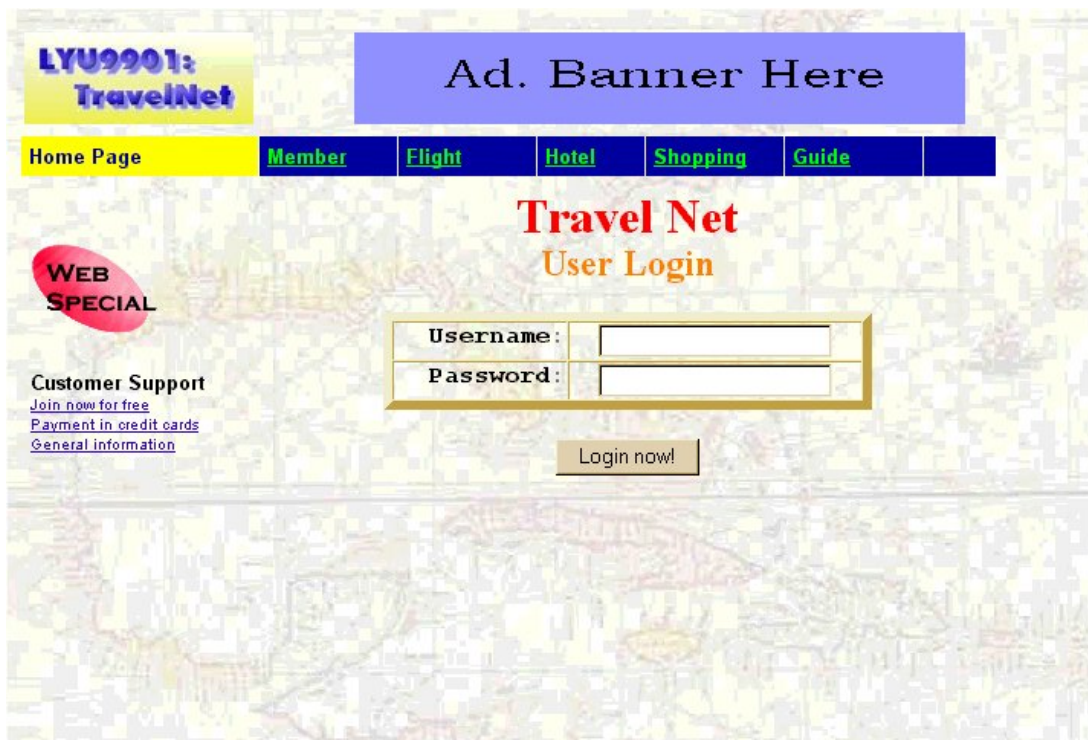 LYU9901:
TravelNet
Ad. Banner Here
Home Page Member Flight Hotel Shopping Guide
Travel Net
User Login
WEB
SPECIAL
Username:
Password:
Customer Support
Join now for free
Payment in credit cards
General information
Login now!